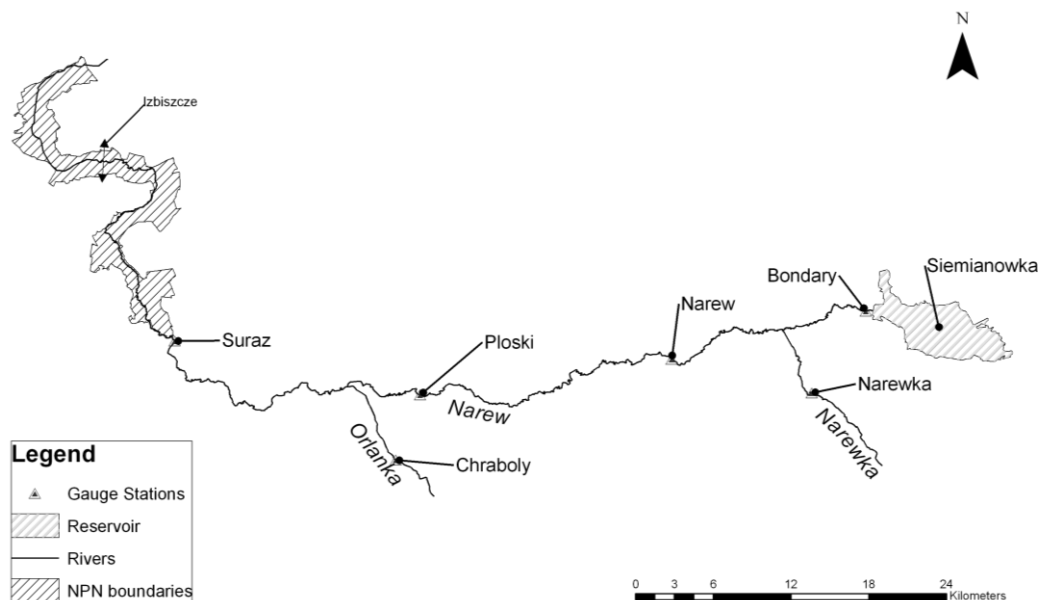 N
Izbiszcze
Siemianowka
Bondary
Narew
Suraz
Ploski
Narewka
Narew
Narewka
Orlanka
Chraboly
Legend
Gauge Stations
Reservoir
Rivers
NPN boundaries
0 3 6 12 18 24
Kilometers